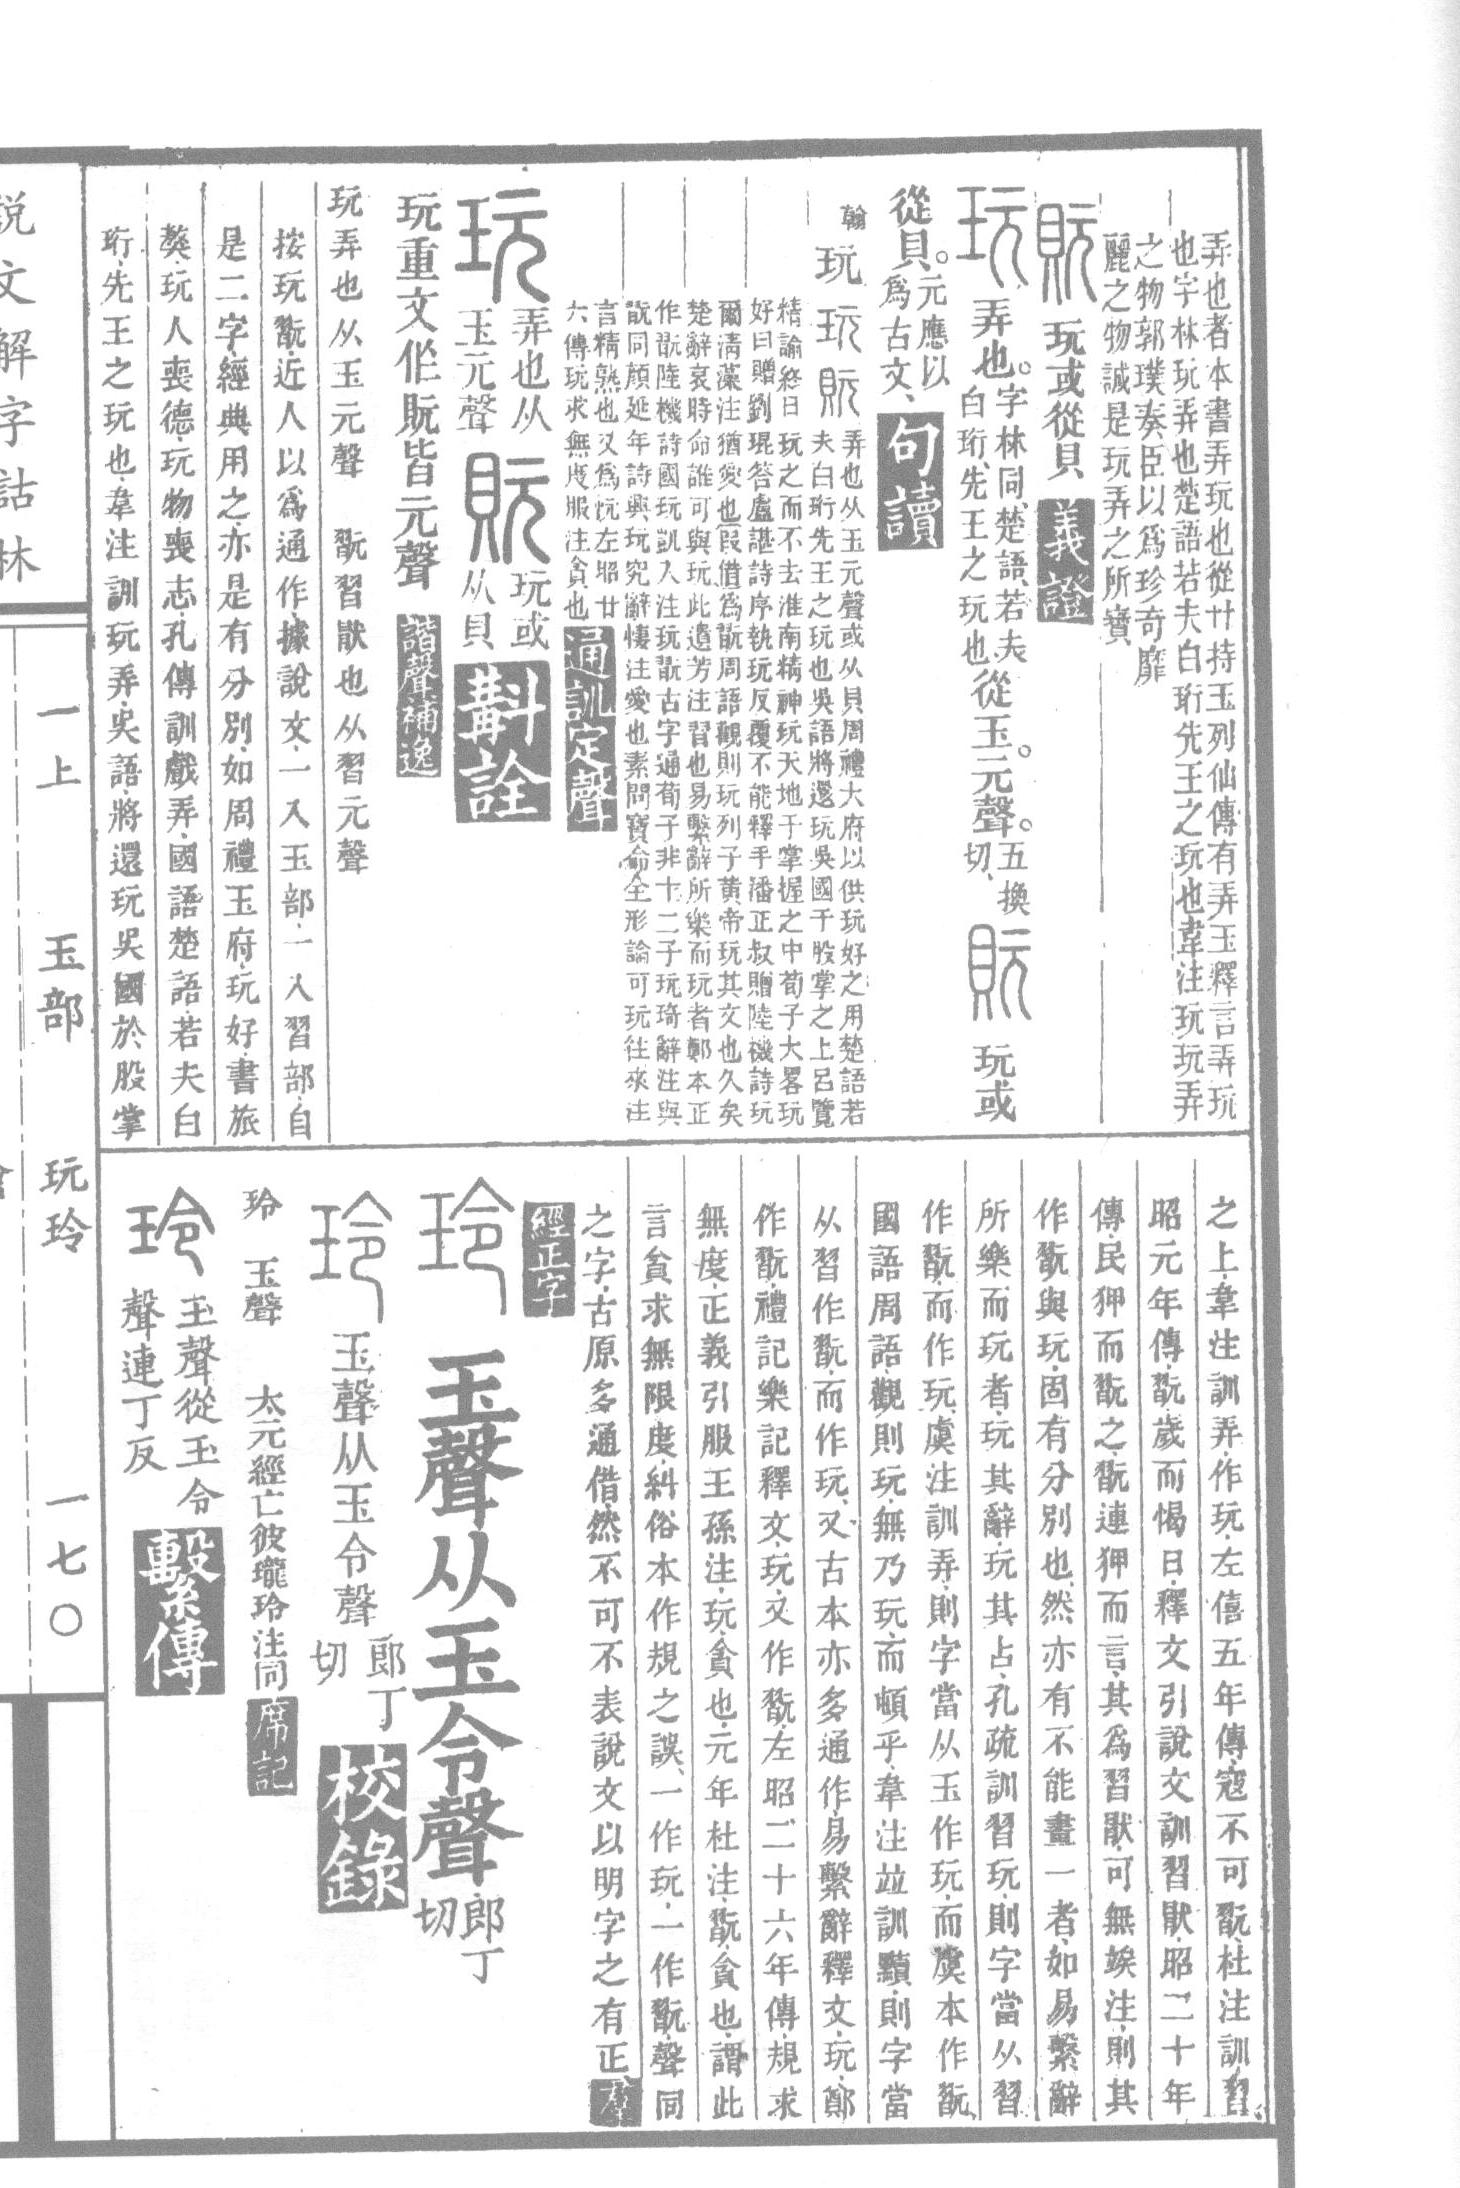 弄也者本書弄玩也從廾持玉列仙傳有弄玉釋言弄玩
也字林玩弄也楚語若夫白珩先王之玩也韋注玩玩弄
之物郭璞奏臣以爲珍奇靡
麗之物誠是玩弄之所寶
貦 玩或從貝 義證
玩 弄也。字林同、楚語、若夫
白珩、先王之玩也、從玉。元聲。五換
切、 貦 玩或
從貝。元應以
爲古文、 句讀
翰 玩 玩 貦 弄也从玉元聲或从貝周禮大府以供玩好之用楚語若
夫白珩先王之玩也吳語將還玩吳國于股掌之上呂覽
精諭終日玩之而不去淮南精神玩天地于掌握之中荀子大畧玩
好曰贈劉琨答盧諶詩序執玩反覆不能釋手潘正叔贈陸機詩玩
爾清藻注猶愛也叚借爲翫周語觀則玩列子黃帝玩其文也久矣
楚辭哀時命誰可與玩此遺芳注習也易繫辭所樂而玩者鄭本正
作翫陸機詩國玩凱入注玩翫古字通荀子非十二子玩琦辭注與
翫同顏延年詩興玩究辭悽注愛也素問寶命全形論可玩往來注
言精熟也又爲忨左昭廿
六傳玩求無度服注貪也 通訓定聲
玩 弄也从
玉元聲 貦 玩或
从貝 斠詮
玩重文作貦皆元聲 諧聲補逸
玩弄也从玉元聲 翫習猒也从習元聲
按玩翫、近人以爲通作、據說文、一入玉部、一入習部、自
是二字、經典用之、亦是有分別、如周禮玉府、玩好、書旅
獒、玩人喪德、玩物喪志、孔傳訓戲弄、國語楚語、若夫白
珩、先王之玩也、韋注訓玩弄、吳語、將還玩吳國於股掌
之上、韋注訓弄、作玩、左僖五年傳、寇不可翫、杜注訓習
昭元年傳、翫歲而愒日、釋文引說文訓習猒、昭二十年
傳、民狎而翫之、翫連狎而言、其爲習猒、可無竢注、則其
作翫與玩、固有分別也、然亦有不能畫一者、如易繫辭
所樂而玩者、玩其辭、玩其占、孔疏訓習玩、則字當从習
作翫、而作玩、虞注訓弄、則字當从玉作玩、而虞本作翫、
國語周語、觀則玩、無乃玩、而頓乎、韋注竝訓黷、則字當
从習作翫、而作玩、又古本亦多通作、易繫辭釋文、玩、鄭
作翫、禮記樂記釋文、玩、又作翫、左昭二十六年傳、規求
無度、正義引服王孫注、玩、貪也、元年杜注、翫、貪也、謂此
言貪求無限度、糾俗本作規之誤、一作玩、一作翫、聲同
之字、古原多通借、然不可不表說文以明字之有正
經正字
玲 玉聲从玉令聲 郎丁
切
玲 玉聲从玉令聲 郎丁
切 校錄
玲 玉聲 太元經亡彼瓏玲注同 席記
玲 玉聲從玉令
聲連丁反 繫傳
說文解字詁林
一上 玉部 玩玲 一七〇